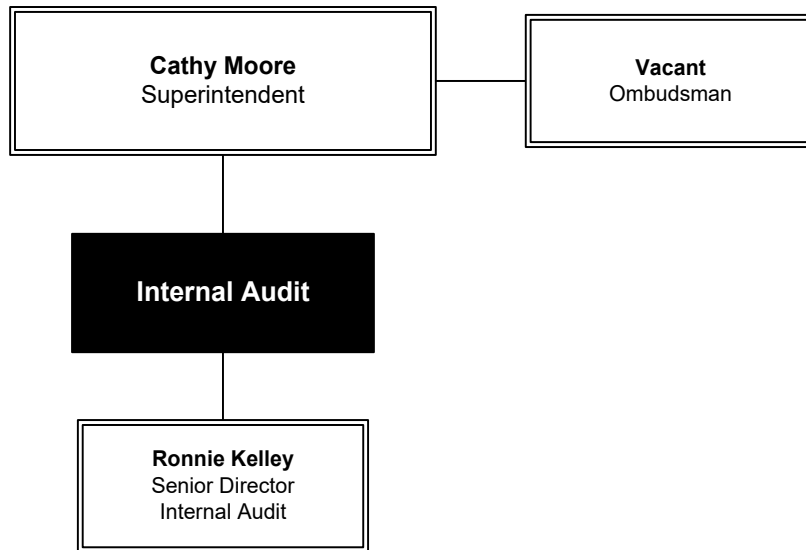 Cathy Moore
Superintendent
Vacant
Ombudsman
Internal Audit
Ronnie Kelley
Senior Director
Internal Audit